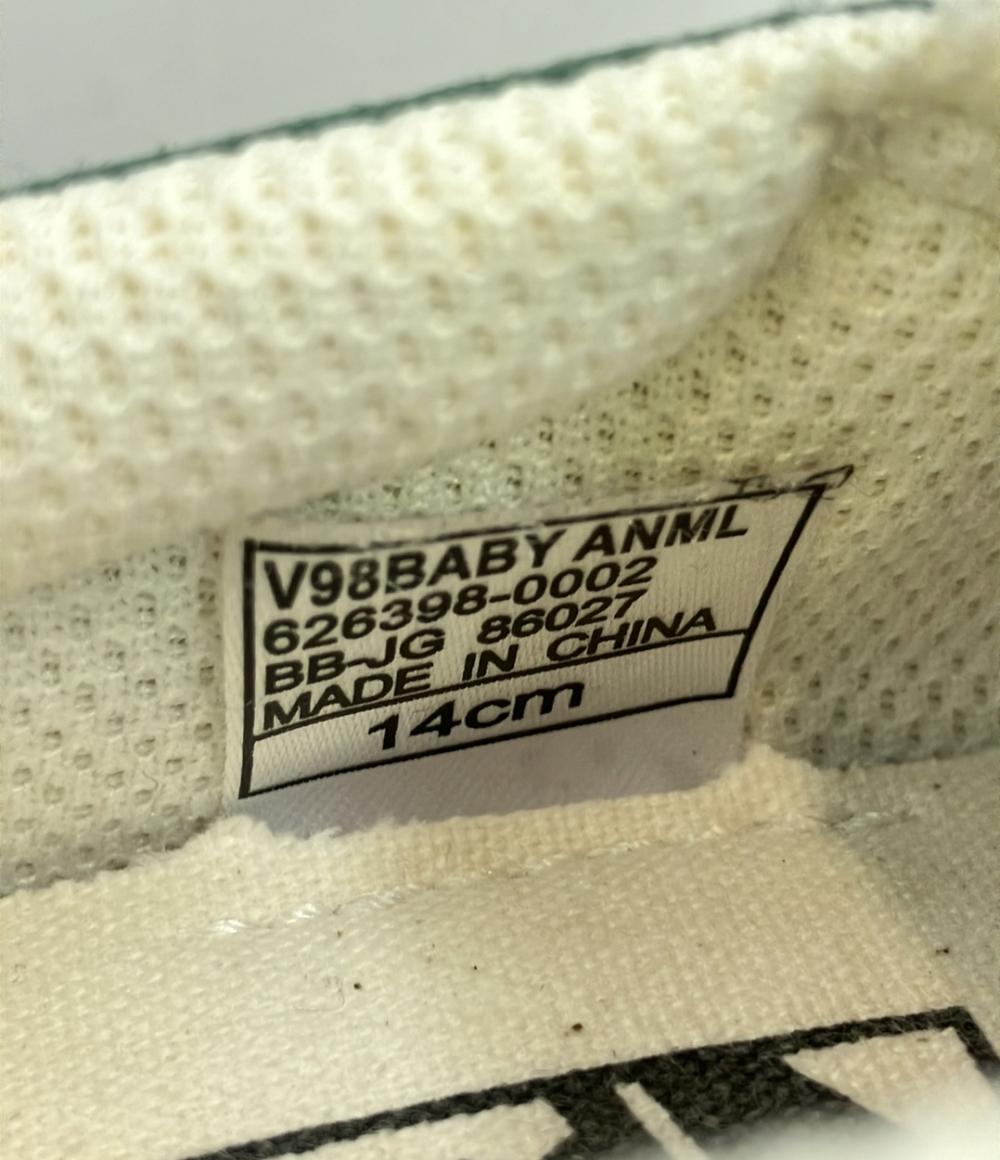 V98BABY ANML
626398-0002
BB-JG 86027
MADE IN CHINA
14cm